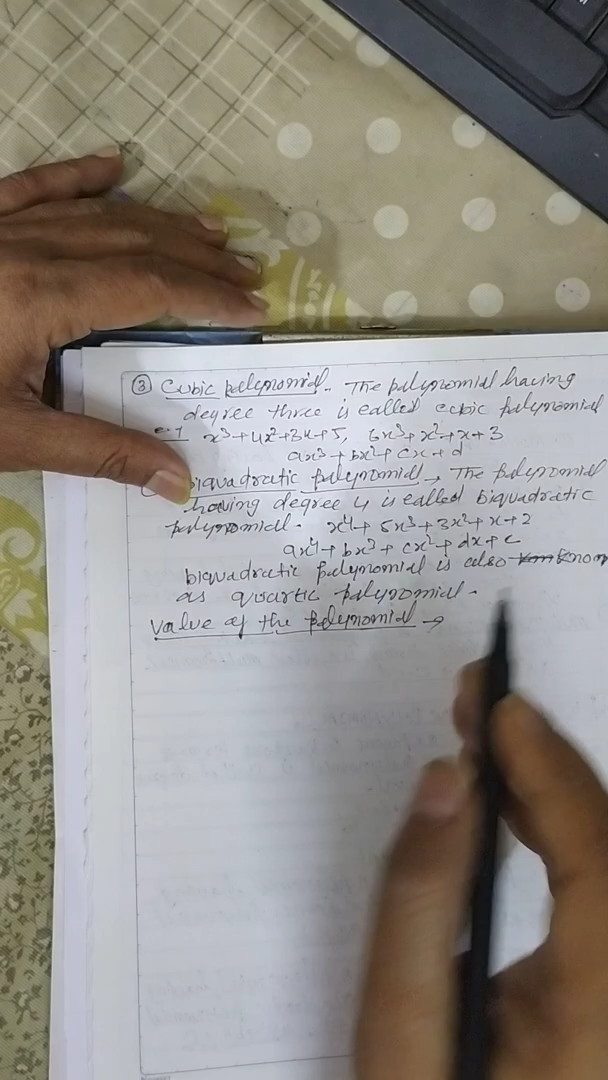 ③ Cubic polynomial. The polynomial having
degree three is called cubic polynomial
e.g x³+4x²+3x+5, 6x³+x²+x+3
ax³+bx²+cx+d
Biquadratic polynomial → The polynomial
having degree 4 is called biquadratic
polynomial. x⁴+5x³+3x²+x+2
ax⁴+bx³+cx²+dx+c
biquadratic polynomial is also know
as quartic polynomial.
Value of the polynomial →